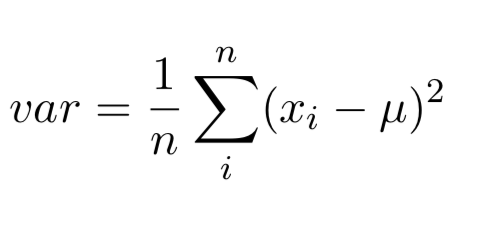 var = \frac{1}{n} \sum_{i}^{n} (x_i - \mu)^2